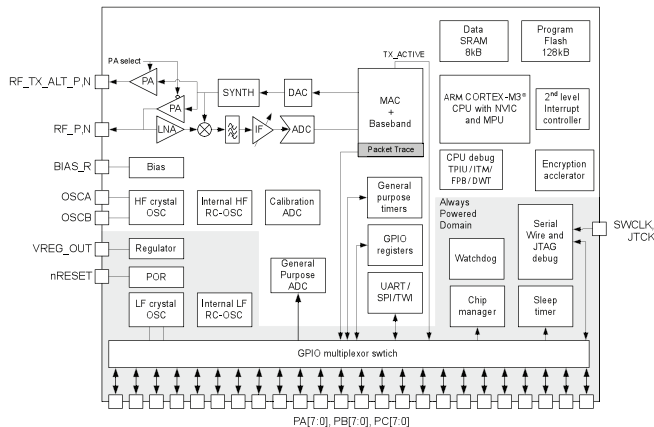 PA select
RF_TX_ALT_P,N
PA
PA
SYNTH
DAC
TX_ACTIVE
MAC
+
Baseband
Packet Trace
RF_P,N
LNA
IF
ADC
Data
SRAM
8kB
Program
Flash
128kB
ARM CORTEX-M3®
CPU with NVIC
and MPU
2nd level
Interrupt
controller
CPU debug
TPIU/ITM/
FPB/DWT
Encryption
acclerator
BIAS_R
Bias
OSCA
OSCB
HF crystal
OSC
Internal HF
RC-OSC
Calibration
ADC
General
purpose
timers
Always
Powered
Domain
Serial
Wire and
JTAG
debug
SWCLK,
JTCK
VREG_OUT
Regulator
nRESET
POR
General
Purpose
ADC
GPIO
registers
Watchdog
LF crystal
OSC
Internal LF
RC-OSC
UART/
SPI/TWI
Chip
manager
Sleep
timer
GPIO multiplexor swtich
PA[7:0], PB[7:0], PC[7:0]